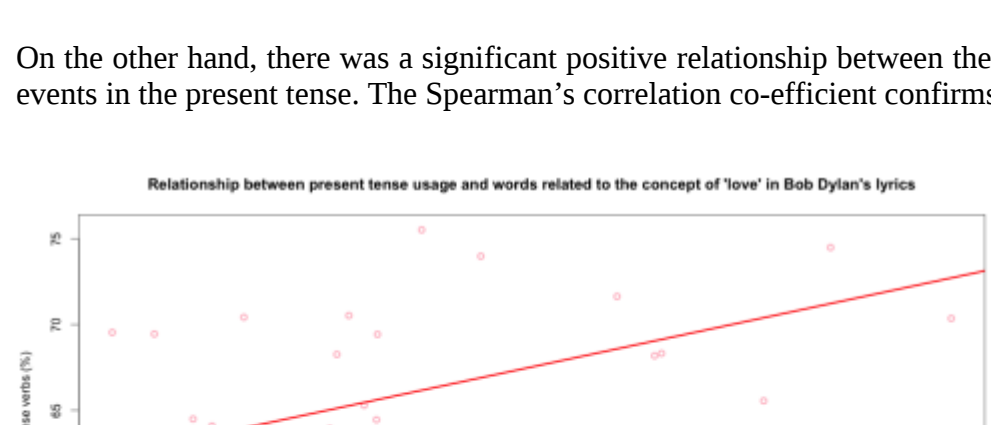 On the other hand, there was a significant positive relationship between the
events in the present tense. The Spearman’s correlation co-efficient confirms
Relationship between present tense usage and words related to the concept of 'love' in Bob Dylan's lyrics
75
70
65
verbs (%)